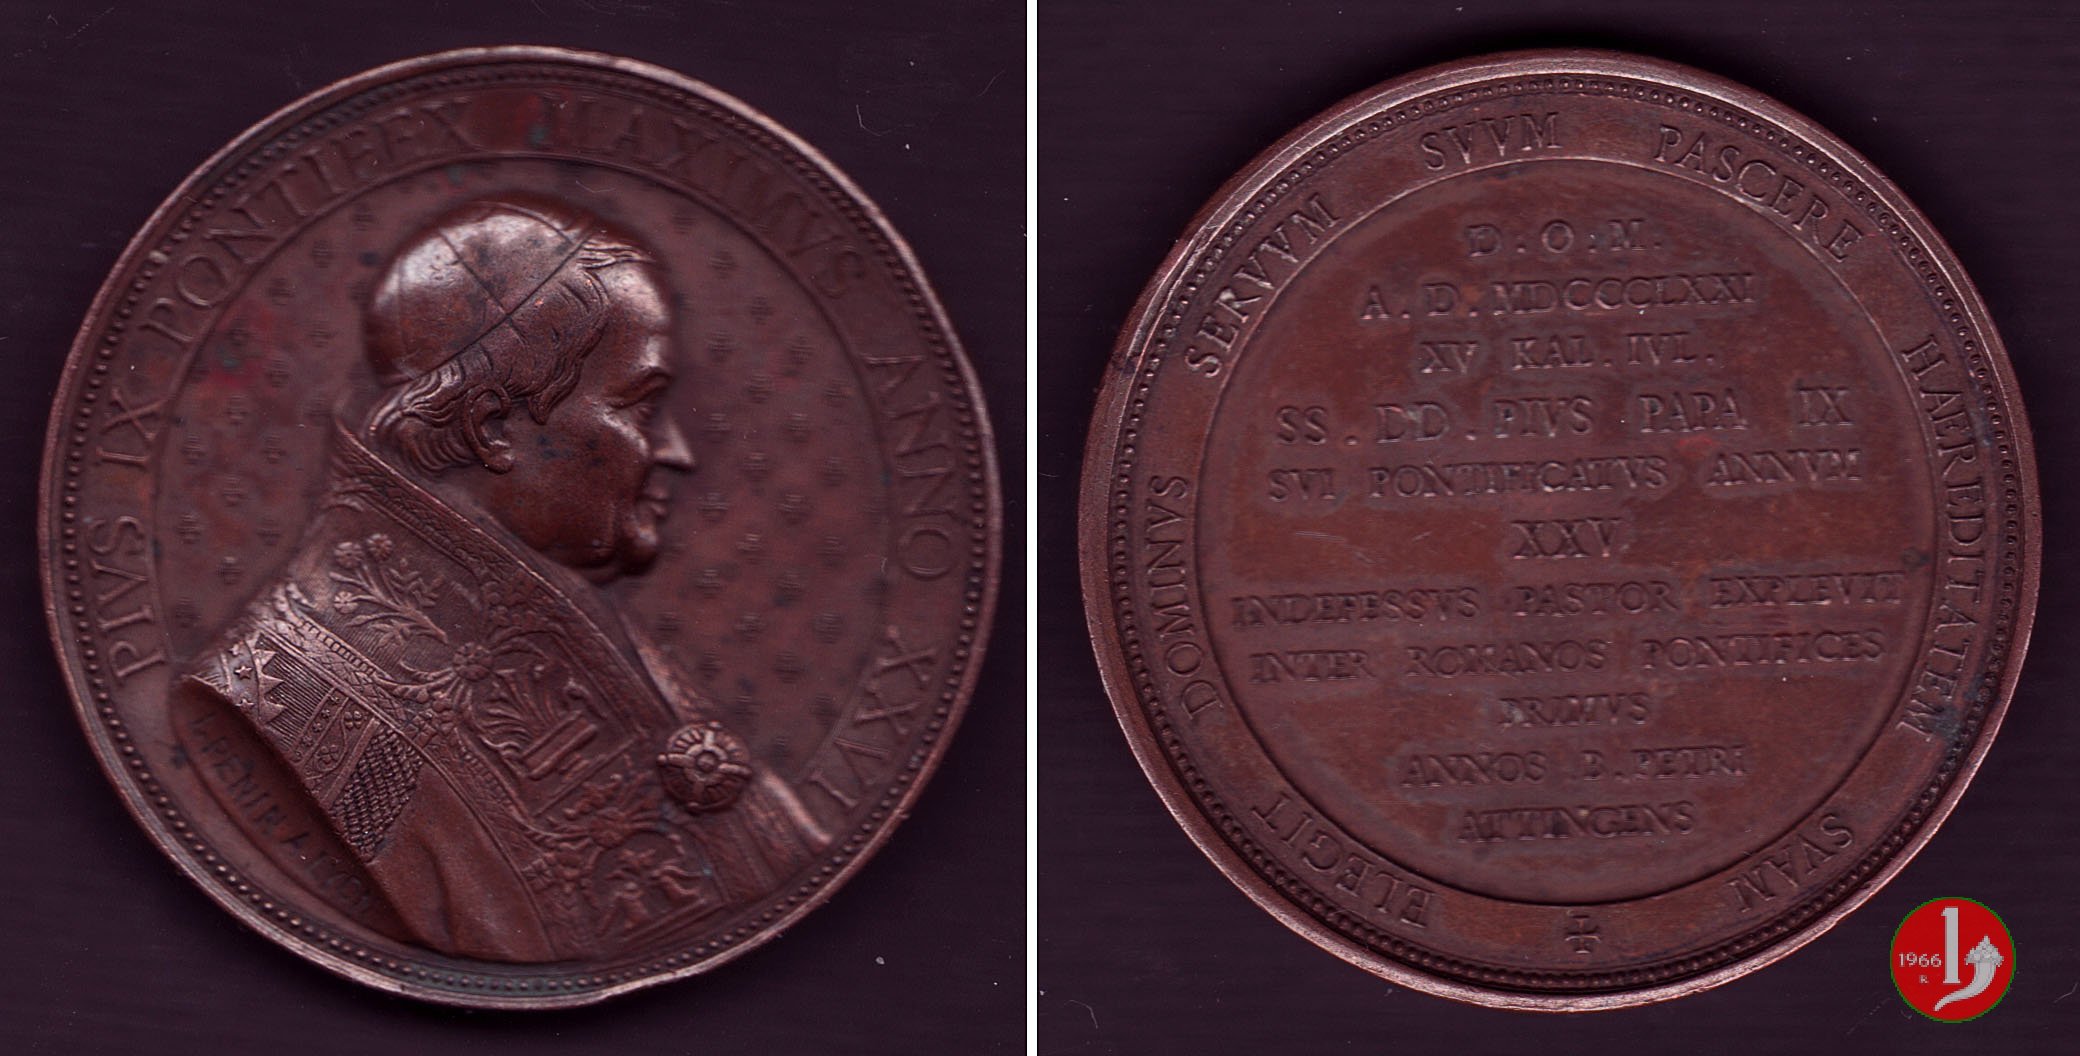 PIVS IX PONTIFEX MAXIMVS ANNO XXVI
ELEGIT DOMINVS SERVVM SVVM PASCERE HAEREDITATEM SVAM
D.O.M.
A.D.MDCCCLXXI
XV KAL.IVL.
SS.DD.PIVS PAPA IX
SVI PONTIFICATVS ANNVM
XXV
INDEFESSVS PASTOR EXPLEVIT
INTER ROMANOS PONTIFICES
PRIMVS
ANNOS B.PETRI
ATTINGENS
1966
R